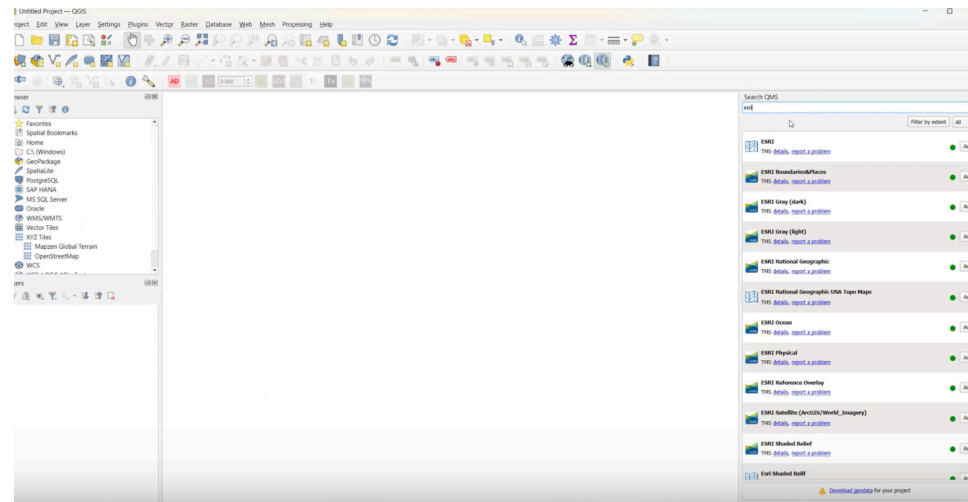 Untitled Project — QGIS
roject Edit View Layer Settings Plugins Vector Raster Database Web Mesh Processing Help
AD
0.000
owser
Favorites
Spatial Bookmarks
Home
C:\ (Windows)
GeoPackage
SpatiaLite
PostgreSQL
SAP HANA
MS SQL Server
Oracle
WMS/WMTS
Vector Tiles
XYZ Tiles
Mapzen Global Terrain
OpenStreetMap
WCS
yers
Search QMS
esri
Filter by extent All
ESRI
TMS details, report a problem
ESRI Boundaries&Places
TMS details, report a problem
ESRI Gray (dark)
TMS details, report a problem
ESRI Gray (light)
TMS details, report a problem
ESRI National Geographic
TMS details, report a problem
ESRI National Geographic USA Topo Maps
TMS details, report a problem
ESRI Ocean
TMS details, report a problem
ESRI Physical
TMS details, report a problem
ESRI Reference Overlay
TMS details, report a problem
ESRI Satellite (ArcGIS/World_Imagery)
TMS details, report a problem
ESRI Shaded Relief
TMS details, report a problem
Esri Shaded Relif
Download geodata for your project